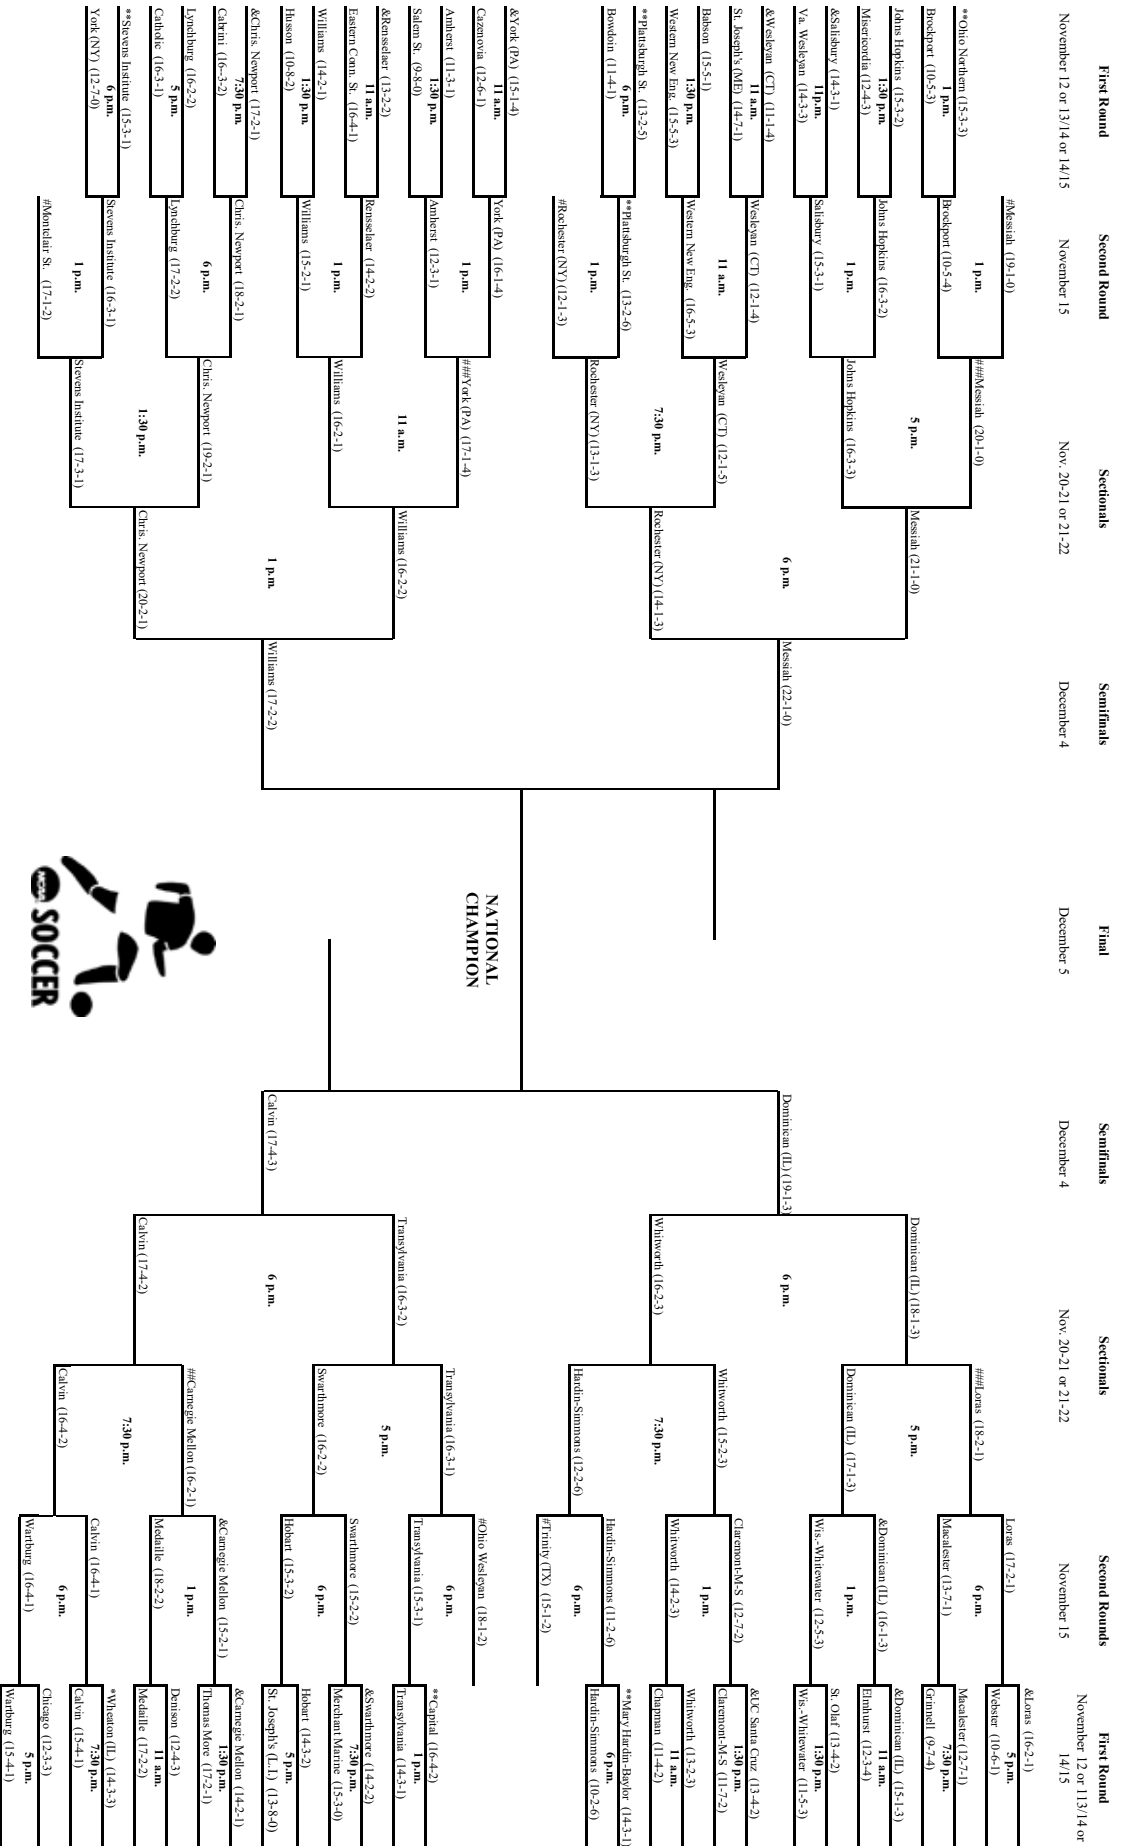 First Round
Second Round
Sectionals
Semifinals
Final
Semifinals
Sectionals
Second Rounds
First Round
November 12 or 13/14 or 14/15
November 15
Nov. 20-21 or 21-22
December 4
December 5
December 4
Nov. 20-21 or 21-22
November 15
November 12 or 113/14 or
14/15
**Ohio Northern (15-3-3)
1 p.m.
Brockport (10-5-3)
Johns Hopkins (15-3-2)
1:30 p.m.
Misericordia (12-4-3)
&Salisbury (14-3-1)
11p.m.
Va. Wesleyan (14-3-3)
&Wesleyan (CT) (11-1-4)
11 a.m.
St. Joseph's (ME) (14-7-1)
Babson (15-5-1)
1:30 p.m.
Western New Eng. (15-5-3)
**Plattsburgh St. (13-2-5)
6 p.m.
Bowdoin (11-4-1)
&York (PA) (15-1-4)
11 a.m.
Cazenovia (12-6-1)
Amherst (11-3-1)
1:30 p.m.
Salem St. (9-8-0)
&Rensselaer (13-2-2)
11 a.m.
Eastern Conn. St. (16-4-1)
Williams (14-2-1)
1:30 p.m.
Husson (10-8-2)
&Chris. Newport (17-2-1)
7:30 p.m.
Cabrini (16--3-2)
Lynchburg (16-2-2)
5 p.m.
Catholic (16-3-1)
**Stevens Institute (15-3-1)
6 p.m.
York (NY) (12-7-0)
#Messiah (19-1-0)
1 p.m.
Brockport (10-5-4)
Johns Hopkins (16-3-2)
1 p.m.
Salisbury (15-3-1)
Wesleyan (CT) (12-1-4)
11 a.m.
Western New Eng. (16-5-3)
**Plattsburgh St. (13-2-6)
1 p.m.
#Rochester (NY) (12-1-3)
York (PA) (16-1-4)
1 p.m.
Amherst (12-3-1)
Rensselaer (14-2-2)
1 p.m.
Williams (15-2-1)
Chris. Newport (18-2-1)
6 p.m.
Lynchburg (17-2-2)
Stevens Institute (16-3-1)
1 p.m.
#Montclair St. (17-1-2)
###Messiah (20-1-0)
5 p.m.
Johns Hopkins (16-3-3)
Wesleyan (CT) (12-1-5)
7:30 p.m.
Rochester (NY) (13-1-3)
###York (PA) (17-1-4)
11 a.m.
Williams (16-2-1)
Chris. Newport (19-2-1)
1:30 p.m.
Stevens Institute (17-3-1)
Messiah (21-1-0)
6 p.m.
Rochester (NY) (14-1-3)
Williams (16-2-2)
1 p.m.
Chris. Newport (20-2-1)
Messiah (22-1-0)
Williams (17-2-2)
NATIONAL
CHAMPION
NCAA SOCCER
Dominican (IL) (19-1-3)
Calvin (17-4-3)
Dominican (IL) (18-1-3)
6 p.m.
Whitworth (16-2-3)
Transylvania (16-3-2)
6 p.m.
Calvin (17-4-2)
###Loras (18-2-1)
5 p.m.
Dominican (IL) (17-1-3)
Whitworth (15-2-3)
7:30 p.m.
Hardin-Simmons (12-2-6)
Transylvania (16-3-1)
5 p.m.
Swarthmore (16-2-2)
##Carnegie Mellon (16-2-1)
7:30 p.m.
Calvin (16-4-2)
Loras (17-2-1)
6 p.m.
Macalester (13-7-1)
&Dominican (IL) (16-1-3)
1 p.m.
Wis.-Whitewater (12-5-3)
Claremont-M-S (12-7-2)
1 p.m.
Whitworth (14-2-3)
Hardin-Simmons (11-2-6)
6 p.m.
#Trinity (TX) (15-1-2)
#Ohio Wesleyan (18-1-2)
6 p.m.
Transylvania (15-3-1)
Swarthmore (15-2-2)
6 p.m.
Hobart (15-3-2)
&Carnegie Mellon (15-2-1)
1 p.m.
Medaille (18-2-2)
Calvin (16-4-1)
6 p.m.
Wartburg (16-4-1)
&Loras (16-2-1)
5 p.m.
Webster (10-6-1)
Macalester (12-7-1)
7:30 p.m.
Grinnell (9-7-4)
&Dominican (IL) (15-1-3)
11 a.m.
Elmhurst (12-3-4)
St. Olaf (13-4-2)
1:30 p.m.
Wis.-Whitewater (11-5-3)
&UC Santa Cruz (13-4-2)
1:30 p.m.
Claremont-M-S (11-7-2)
Whitworth (13-2-3)
11 a.m.
Chapman (11-4-2)
**Mary Hardin-Baylor (14-3-1)
6 p.m.
Hardin-Simmons (10-2-6)
**Capital (16-4-2)
1 p.m.
Transylvania (14-3-1)
&Swarthmore (14-2-2)
7:30 p.m.
Merchant Marine (15-3-0)
Hobart (14-3-2)
5 p.m.
St. Joseph's (L.I.) (13-8-0)
&Carnegie Mellon (14-2-1)
1:30 p.m.
Thomas More (17-2-1)
Denison (12-4-3)
11 a.m.
Medaille (17-2-2)
*Wheaton (IL) (14-3-3)
7:30 p.m.
Calvin (15-4-1)
Chicago (12-3-3)
5 p.m.
Wartburg (15-4-1)